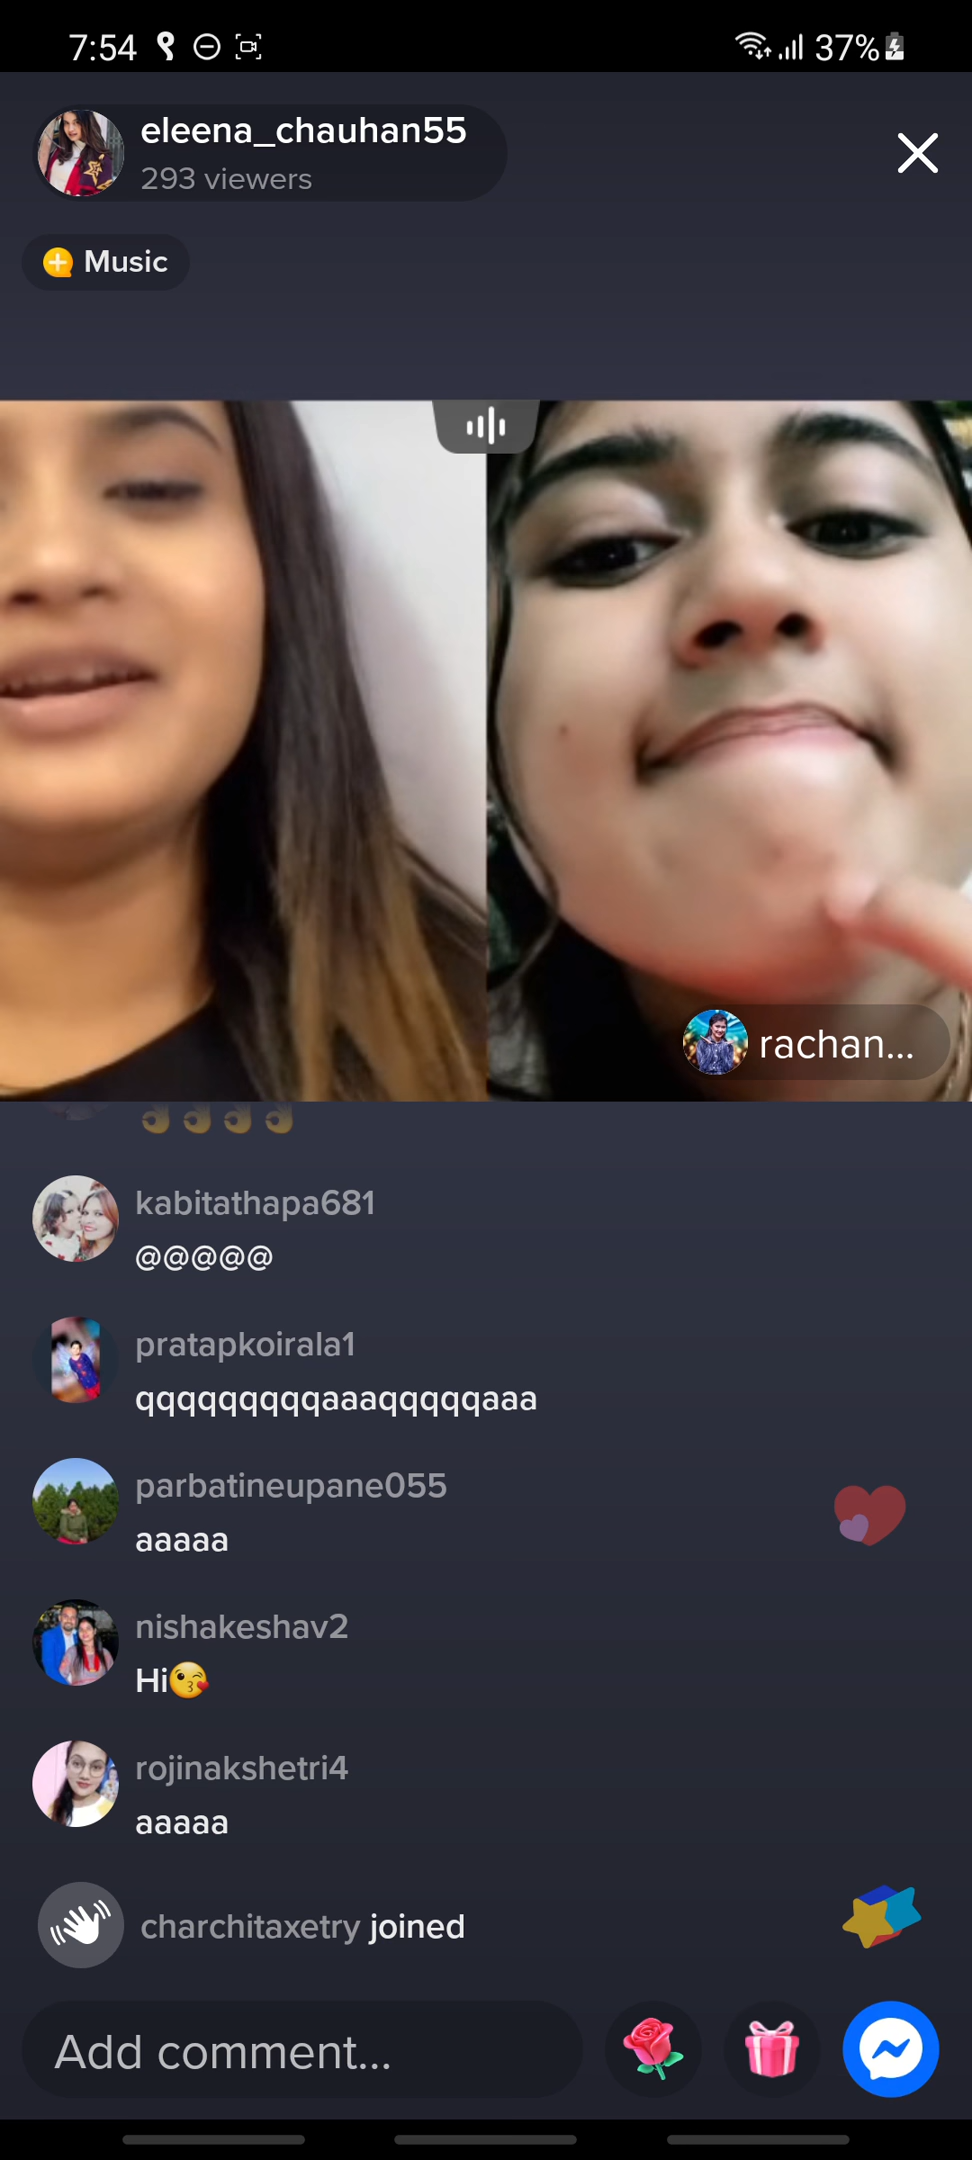 7:54
37%
eleena_chauhan55
293 viewers
Music
rachan...
👌👌👌👌
kabitathapa681
@@@@@
pratapkoirala1
qqqqqqqqqaaaqqqqqaaa
parbatineupane055
aaaaa
nishakeshav2
Hi😘
rojinakshetri4
aaaaa
charchitaxetry joined
Add comment...